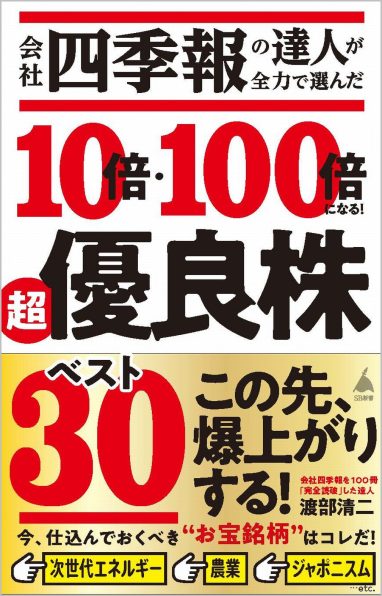 会社四季報の達人が
全力で選んだ
10倍・100倍
になる！
超優良株
ベスト
30
この先、
爆上がり
する！
SB新書
会社四季報を100冊
「完全読破」した達人
渡部清二
今、仕込んでおくべき“お宝銘柄”はコレだ！
次世代エネルギー
農業
ジャポニスム
…etc.